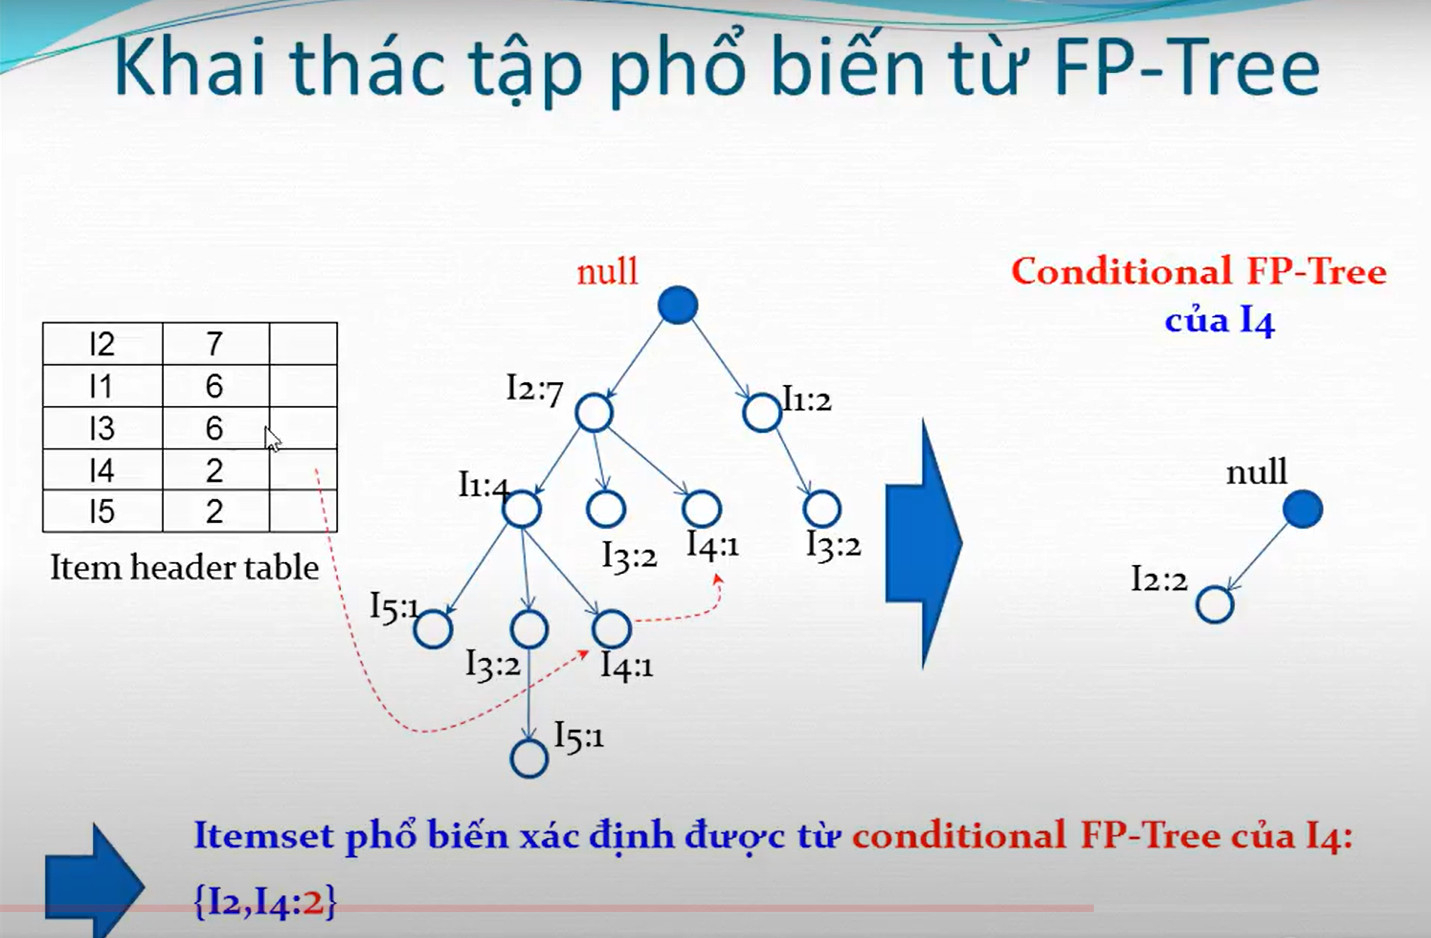 Khai thác tập phổ biến từ FP-Tree
null
Conditional FP-Tree
của I4
I2 7
I1 6
I3 6
I4 2
I5 2
Item header table
I2:7
I1:2
I1:4
I3:2
I4:1
I3:2
I5:1
I3:2
I4:1
I5:1
null
I2:2
Itemset phổ biến xác định được từ conditional FP-Tree của I4:
{I2,I4:2}